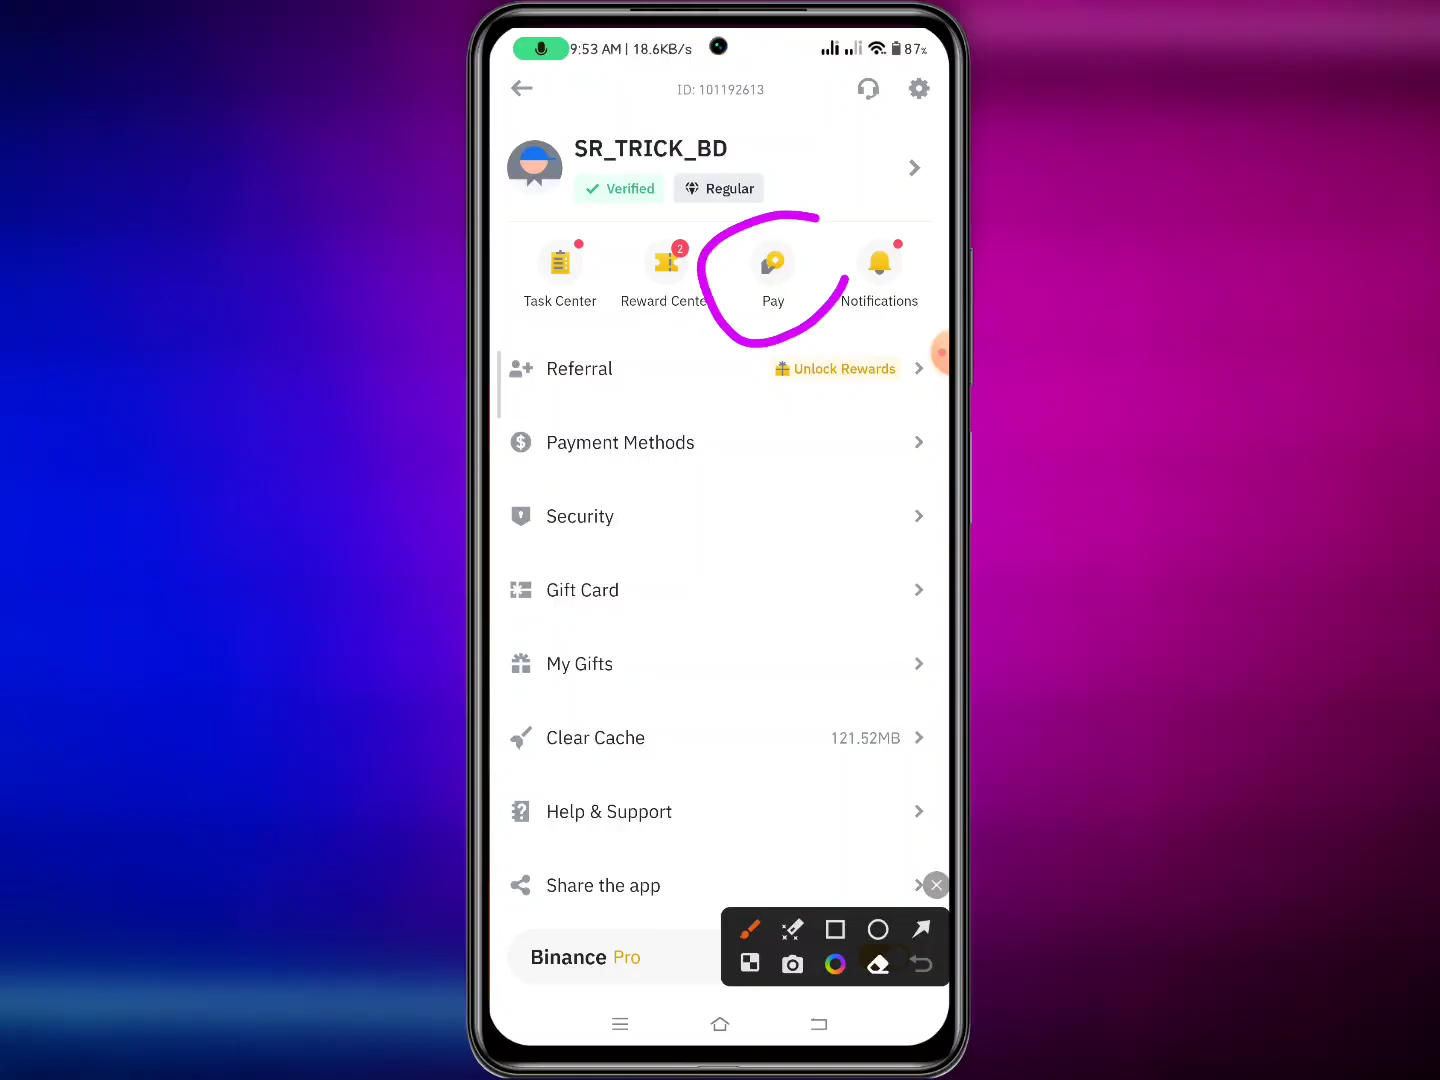 9:53 AM | 18.6KB/s 87%
ID: 101192613
SR_TRICK_BD
Verified Regular
2
Task Center Reward Cente Pay Notifications
Referral Unlock Rewards
Payment Methods
Security
Gift Card
My Gifts
Clear Cache 121.52MB
Help & Support
Share the app
Binance Pro